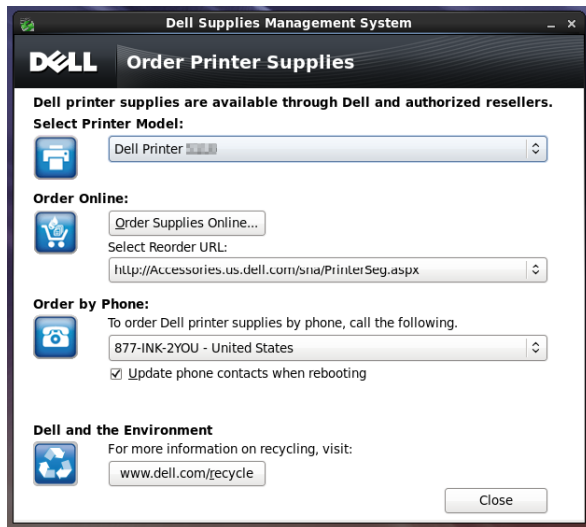 Dell Supplies Management System
DELL
Order Printer Supplies
Dell printer supplies are available through Dell and authorized resellers.
Select Printer Model:
Dell Printer
Order Online:
Order Supplies Online...
Select Reorder URL:
http://Accessories.us.dell.com/sna/PrinterSeg.aspx
Order by Phone:
To order Dell printer supplies by phone, call the following.
877-INK-2YOU - United States
Update phone contacts when rebooting
Dell and the Environment
For more information on recycling, visit:
www.dell.com/recycle
Close